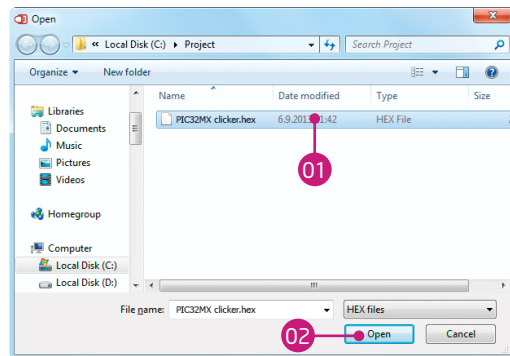 Open
« Local Disk (C:) ▸ Project
Search Project
Organize
New folder
Name Date modified Type Size
Libraries
Documents
Music
Pictures
Videos
Homegroup
Computer
Local Disk (C:)
Local Disk (D:)
PIC32MX clicker.hex HEX File
01
File name: PIC32MX clicker.hex
HEX files
02
Open
Cancel